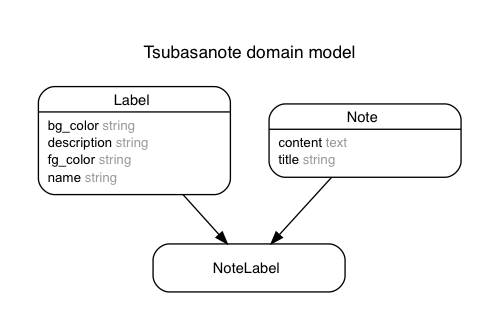 Tsubasanote domain model
Label
bg_color string
description string
fg_color string
name string
Note
content text
title string
NoteLabel